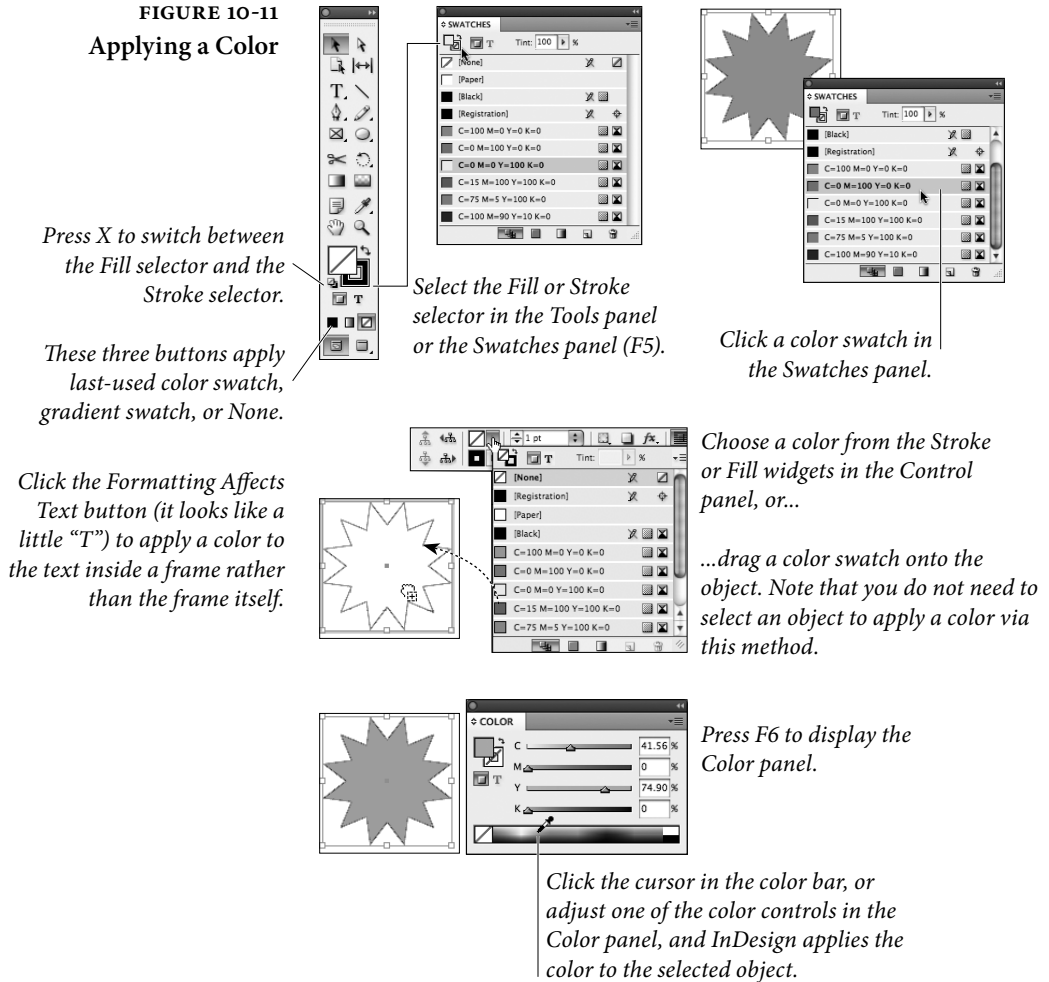 FIGURE 10-11
Applying a Color
SWATCHES
T Tint: 100 %
[None]
[Paper]
[Black]
[Registration]
C=100 M=0 Y=0 K=0
C=0 M=100 Y=0 K=0
C=0 M=0 Y=100 K=0
C=15 M=100 Y=100 K=0
C=75 M=5 Y=100 K=0
C=100 M=90 Y=10 K=0
SWATCHES
T Tint: 100 %
[Black]
[Registration]
C=100 M=0 Y=0 K=0
C=0 M=100 Y=0 K=0
C=0 M=0 Y=100 K=0
C=15 M=100 Y=100 K=0
C=75 M=5 Y=100 K=0
C=100 M=90 Y=10 K=0
Press X to switch between
the Fill selector and the
Stroke selector.
These three buttons apply
last-used color swatch,
gradient swatch, or None.
Select the Fill or Stroke
selector in the Tools panel
or the Swatches panel (F5).
Click a color swatch in
the Swatches panel.
Click the Formatting Affects
Text button (it looks like a
little “T”) to apply a color to
the text inside a frame rather
than the frame itself.
1 pt fx.
T Tint: %
[None]
[Registration]
[Paper]
[Black]
C=100 M=0 Y=0 K=0
C=0 M=100 Y=0 K=0
C=0 M=0 Y=100 K=0
C=15 M=100 Y=100 K=0
C=75 M=5 Y=100 K=0
Choose a color from the Stroke
or Fill widgets in the Control
panel, or...
...drag a color swatch onto the
object. Note that you do not need to
select an object to apply a color via
this method.
COLOR
C 41.56 %
M 0 %
T
Y 74.90 %
K 0 %
Press F6 to display the
Color panel.
Click the cursor in the color bar, or
adjust one of the color controls in the
Color panel, and InDesign applies the
color to the selected object.